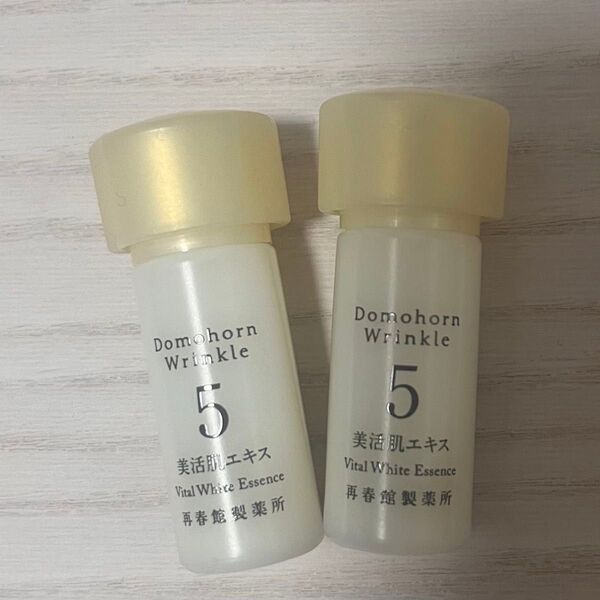 Domohorn
Wrinkle
5
美活肌エキス
Vital White Essence
再春館製薬所
Domohorn
Wrinkle
5
美活肌エキス
Vital White Essence
再春館製薬所